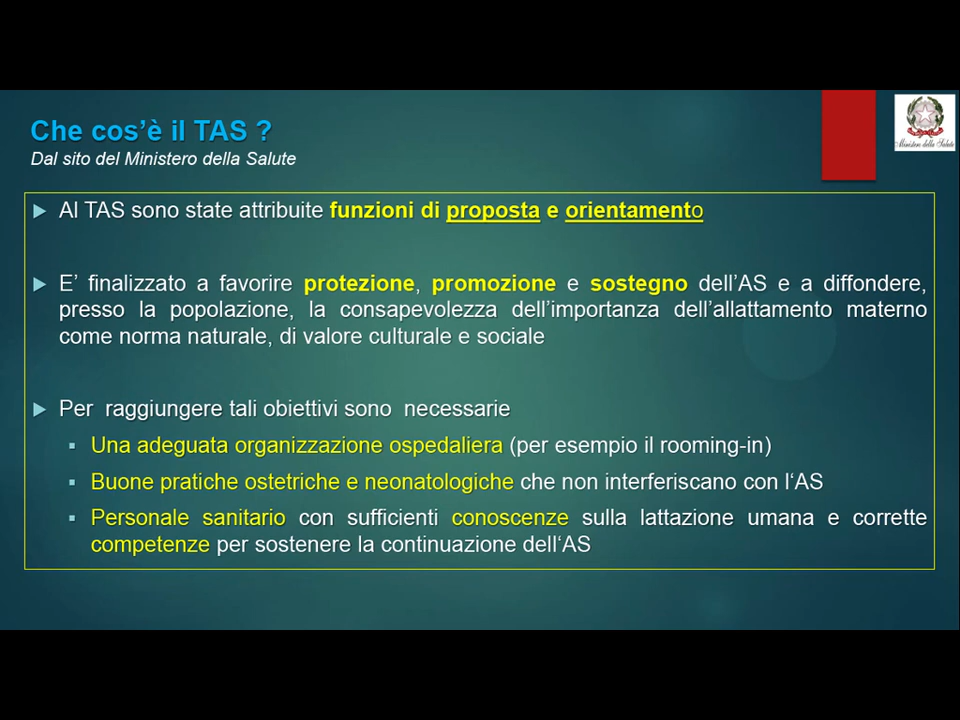 Che cos’è il TAS ?
Dal sito del Ministero della Salute
Ministero della Salute
Al TAS sono state attribuite funzioni di proposta e orientamento
E’ finalizzato a favorire protezione, promozione e sostegno dell’AS e a diffondere,
presso la popolazione, la consapevolezza dell’importanza dell’allattamento materno
come norma naturale, di valore culturale e sociale
Per raggiungere tali obiettivi sono necessarie
Una adeguata organizzazione ospedaliera (per esempio il rooming-in)
Buone pratiche ostetriche e neonatologiche che non interferiscano con l‘AS
Personale sanitario con sufficienti conoscenze sulla lattazione umana e corrette
competenze per sostenere la continuazione dell‘AS